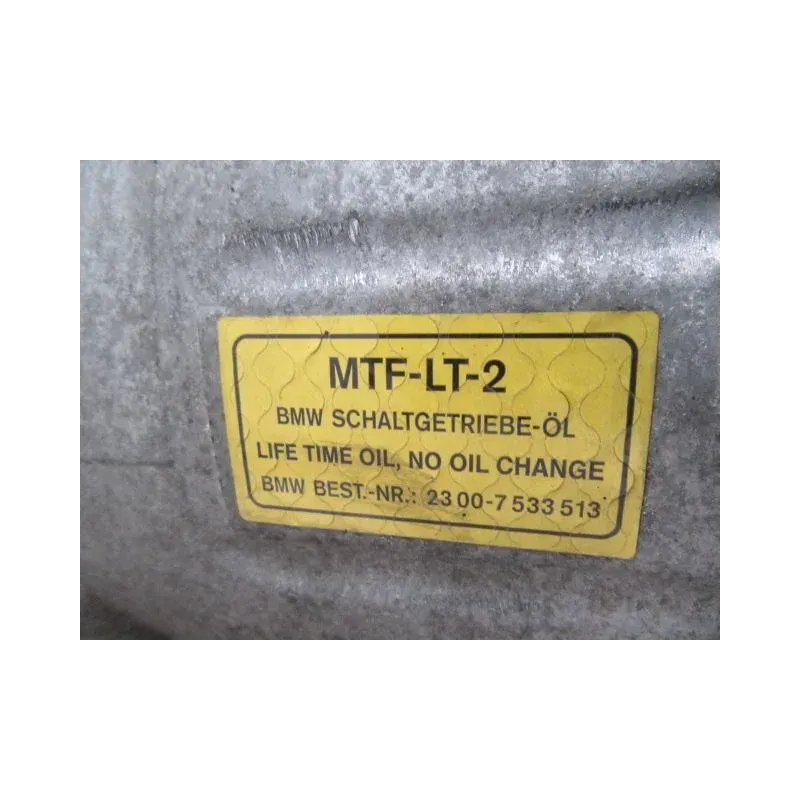 MTF-LT-2
BMW SCHALTGETRIEBE-ÖL
LIFE TIME OIL, NO OIL CHANGE
BMW BEST.-NR.: 23 00-7 533 513